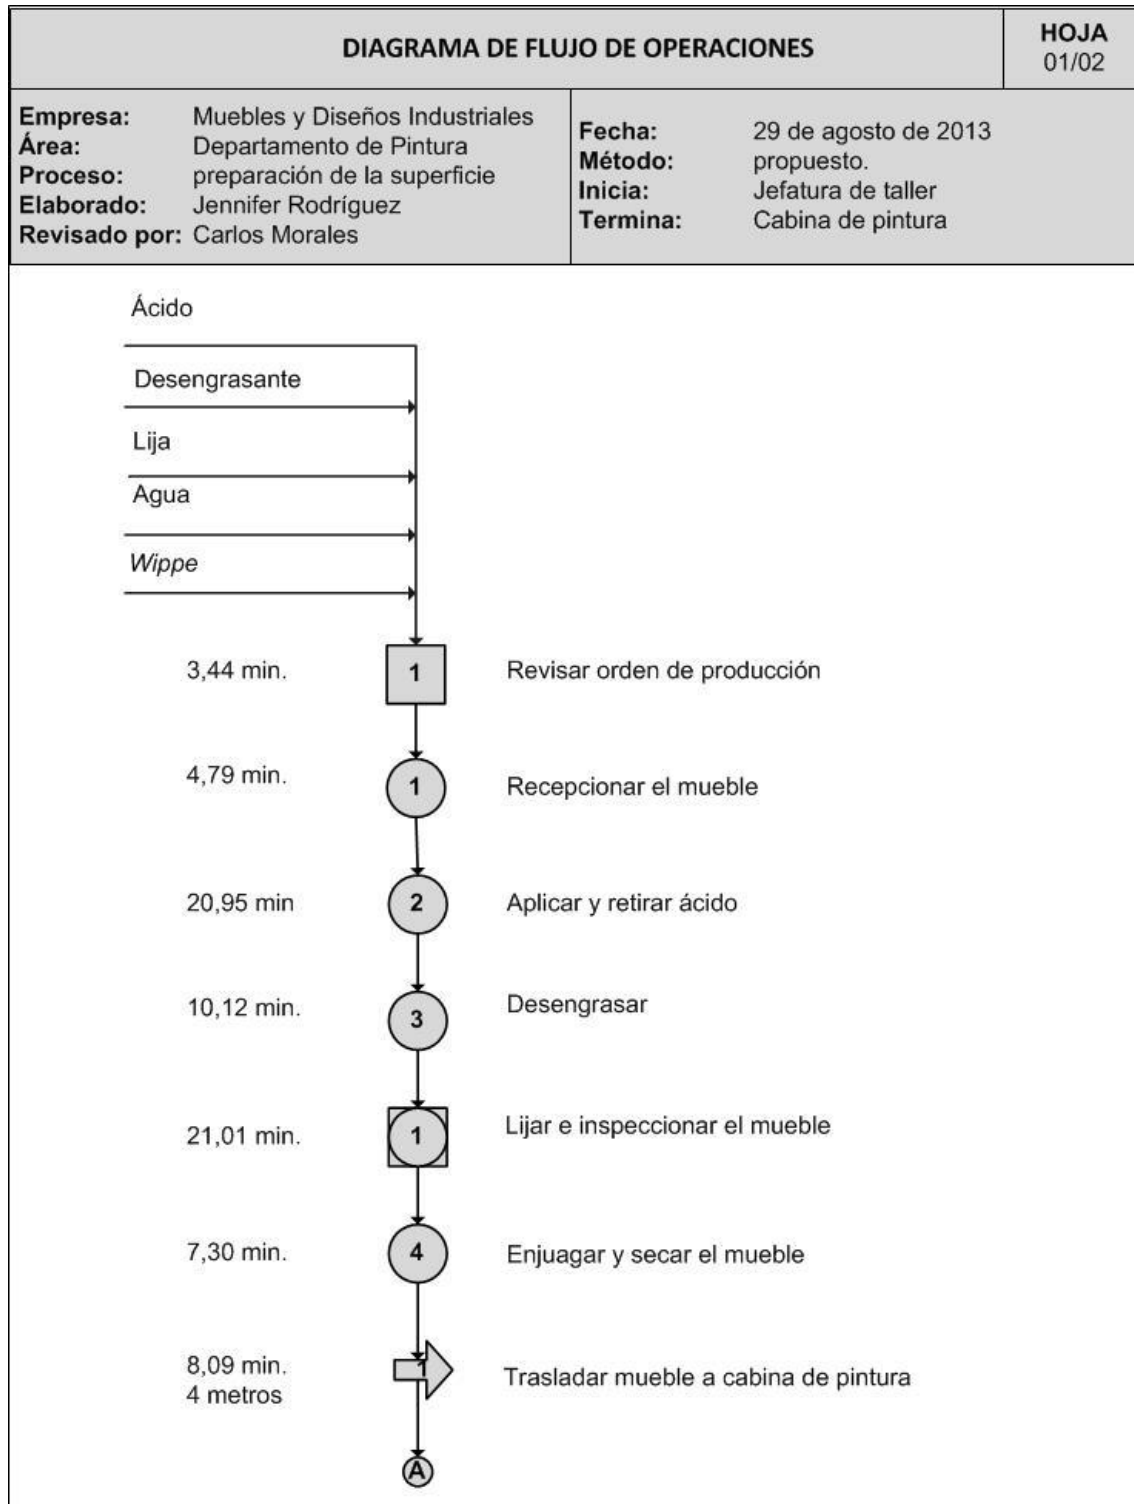 DIAGRAMA DE FLUJO DE OPERACIONES
HOJA
01/02
Empresa: Muebles y Diseños Industriales
Área: Departamento de Pintura
Proceso: preparación de la superficie
Elaborado: Jennifer Rodríguez
Revisado por: Carlos Morales
Fecha: 29 de agosto de 2013
Método: propuesto.
Inicia: Jefatura de taller
Termina: Cabina de pintura
Ácido
Desengrasante
Lija
Agua
Wippe
3,44 min. 1 Revisar orden de producción
4,79 min. 1 Recepcionar el mueble
20,95 min 2 Aplicar y retirar ácido
10,12 min. 3 Desengrasar
21,01 min. 1 Lijar e inspeccionar el mueble
7,30 min. 4 Enjuagar y secar el mueble
8,09 min. 1 Trasladar mueble a cabina de pintura
4 metros
A